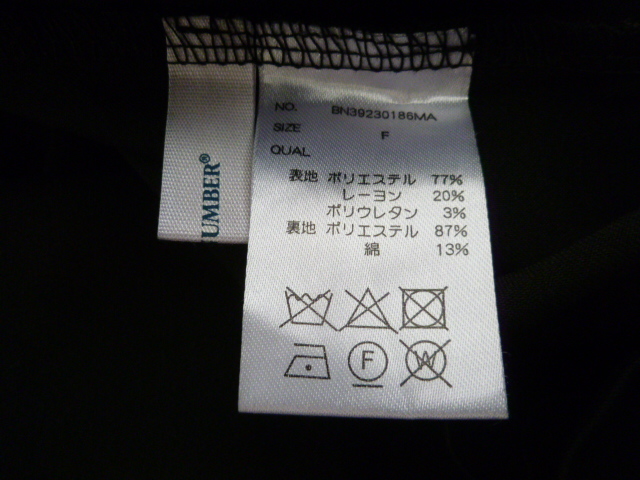 NO. BN39230186MA
SIZE F
QUAL
表地 ポリエステル 77%
レーヨン 20%
ポリウレタン 3%
裏地 ポリエステル 87%
綿 13%
F
W
UMBER®